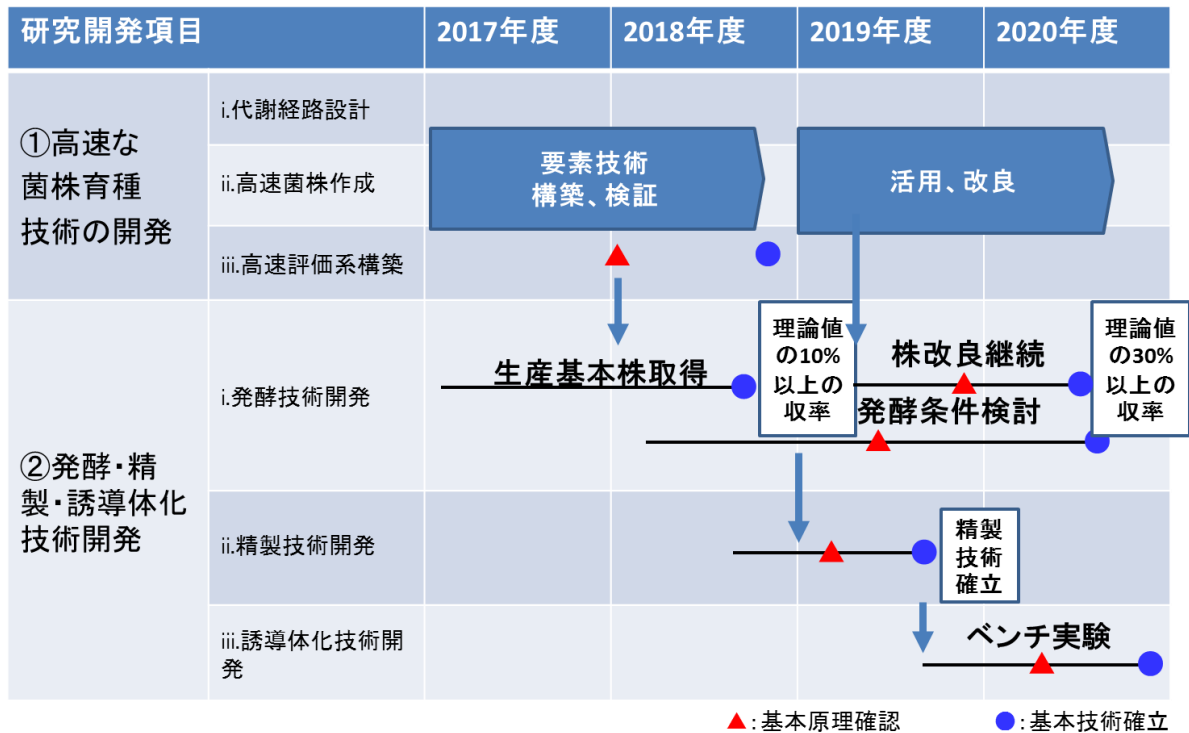 研究開発項目
2017年度
2018年度
2019年度
2020年度
①高速な
菌株育種
技術の開発
i.代謝経路設計
ii.高速菌株作成
iii.高速評価系構築
要素技術
構築、検証
活用、改良
②発酵・精
製・誘導体化
技術開発
i.発酵技術開発
生産基本株取得
理論値
の10%
以上の
収率
株改良継続
発酵条件検討
理論値
の30%
以上の
収率
ii.精製技術開発
精製
技術
確立
iii.誘導体化技術開
発
ベンチ実験
▲:基本原理確認
●:基本技術確立